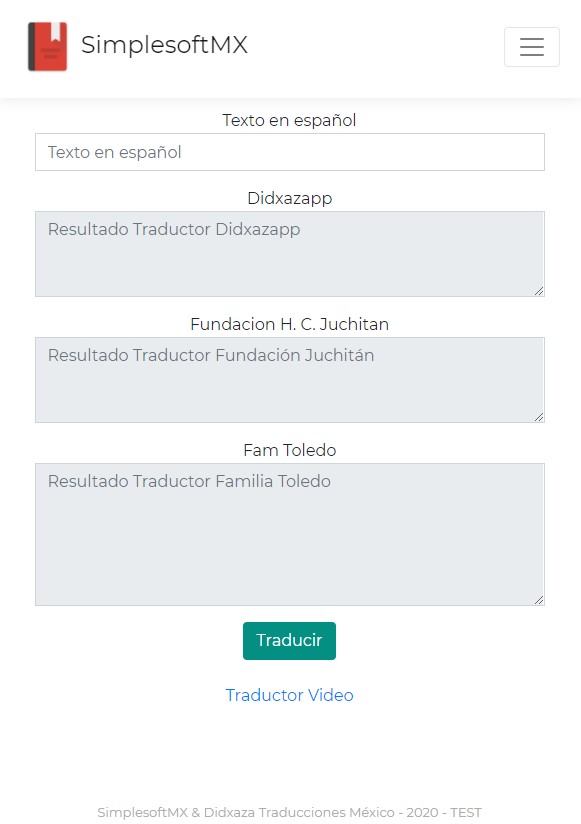 SimplesoftMX
Texto en español
Texto en español
Didxazapp
Resultado Traductor Didxazapp
Fundacion H. C. Juchitan
Resultado Traductor Fundación Juchitán
Fam Toledo
Resultado Traductor Familia Toledo
Traducir
Traductor Video
SimplesoftMX & Didxaza Traducciones México - 2020 - TEST